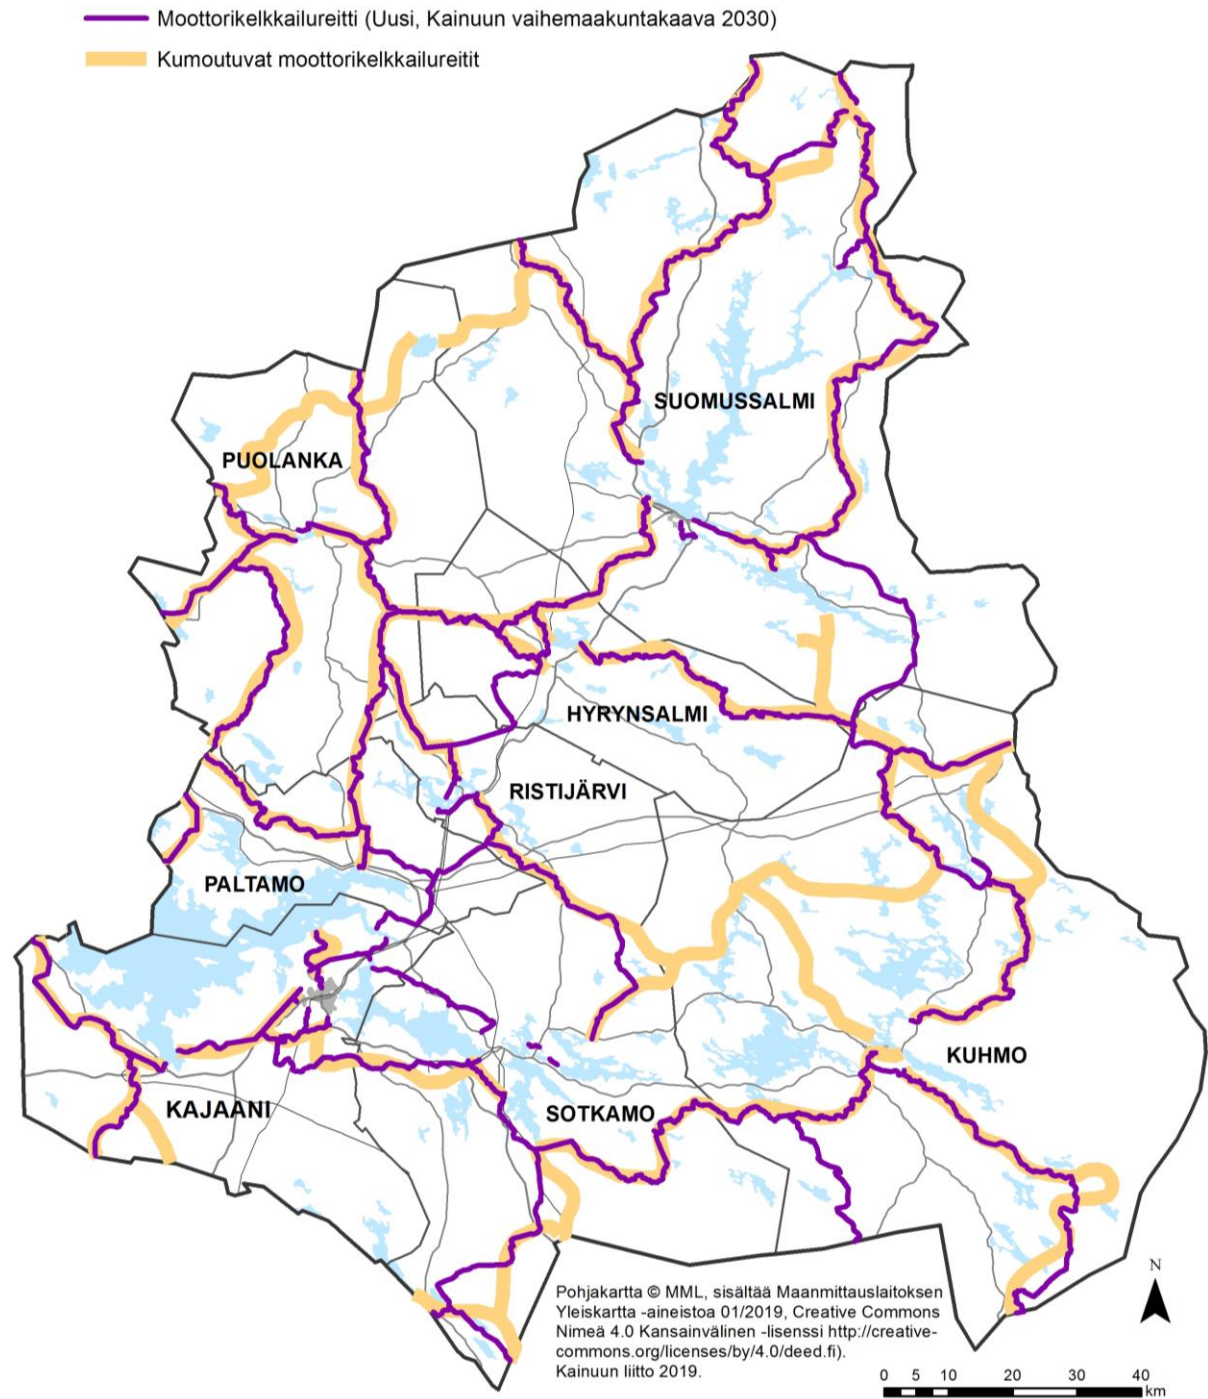 Moottorikelkkailureitti (Uusi, Kainuun vaihemaakuntakaava 2030)
Kumoutuvat moottorikelkkailureitit
SUOMUSSALMI
PUOLANKA
HYRYNSALMI
RISTIJÄRVI
PALTAMO
KUHMO
KAJAANI
SOTKAMO
Pohjakartta © MML, sisältää Maanmittauslaitoksen
Yleiskartta -aineistoa 01/2019, Creative Commons
Nimeä 4.0 Kansainvälinen -lisenssi http://creative-
commons.org/licenses/by/4.0/deed.fi).
Kainuun liitto 2019.
N
0 5 10 20 30 40
km